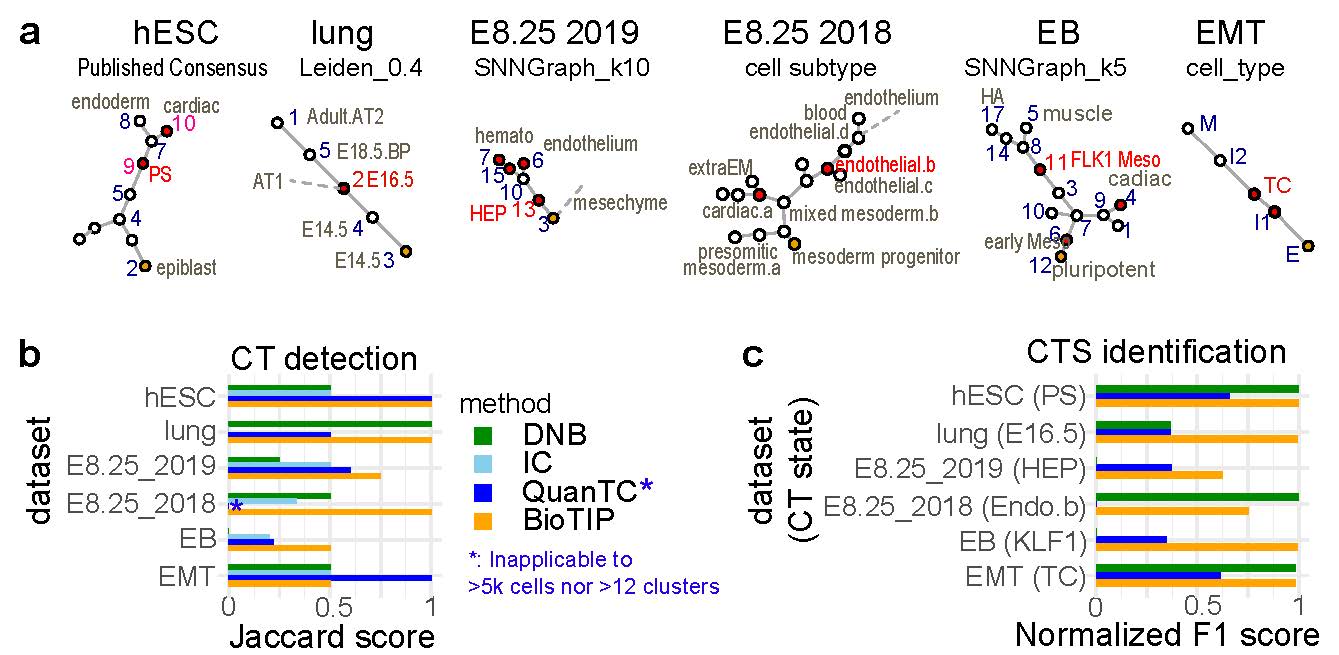 a
hESC
Published Consensus
endoderm
cardiac
8
10
7
9
PS
5
4
2
epiblast
lung
Leiden_0.4
1
Adult.AT2
5
E18.5.BP
AT1
2
E16.5
E14.5
4
E14.5
3
E8.25 2019
SNNGraph_k10
hemato
endothelium
7
6
15
10
HEP
13
mesechyme
3
E8.25 2018
cell subtype
endothelium
blood
endothelial.d
endothelial.b
extraEM
endothelial.c
cardiac.a
mixed mesoderm.b
presomitic
mesoderm.a
mesoderm progenitor
EB
SNNGraph_k5
HA
17
5
muscle
14
8
11
FLK1 Meso
cadiac
3
9
4
10
7
1
6
early Meso
12
pluripotent
EMT
cell_type
M
I2
TC
I1
E
b
CT detection
dataset
hESC
lung
E8.25_2019
E8.25_2018
*
EB
EMT
0
0.5
1
Jaccard score
method
DNB
IC
QuanTC*
BioTIP
*: Inapplicable to
>5k cells nor >12 clusters
c
CTS identification
dataset
(CT state)
hESC (PS)
lung (E16.5)
E8.25_2019 (HEP)
E8.25_2018 (Endo.b)
EB (KLF1)
EMT (TC)
0
0.5
1
Normalized F1 score